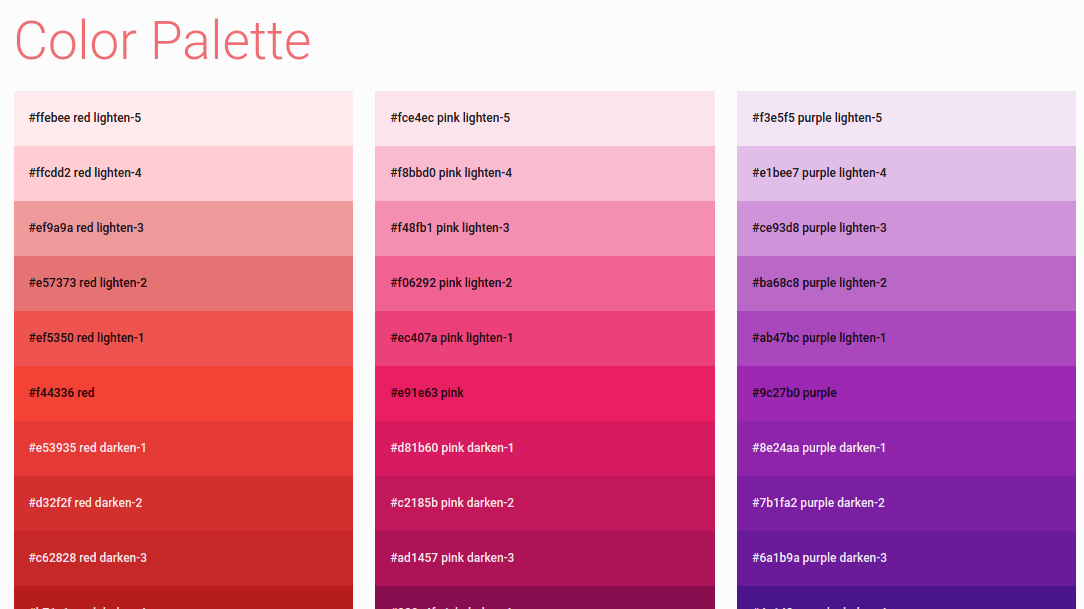 Color Palette
#ffebee red lighten-5
#ffcdd2 red lighten-4
#ef9a9a red lighten-3
#e57373 red lighten-2
#ef5350 red lighten-1
#f44336 red
#e53935 red darken-1
#d32f2f red darken-2
#c62828 red darken-3
#fce4ec pink lighten-5
#f8bbd0 pink lighten-4
#f48fb1 pink lighten-3
#f06292 pink lighten-2
#ec407a pink lighten-1
#e91e63 pink
#d81b60 pink darken-1
#c2185b pink darken-2
#ad1457 pink darken-3
#f3e5f5 purple lighten-5
#e1bee7 purple lighten-4
#ce93d8 purple lighten-3
#ba68c8 purple lighten-2
#ab47bc purple lighten-1
#9c27b0 purple
#8e24aa purple darken-1
#7b1fa2 purple darken-2
#6a1b9a purple darken-3